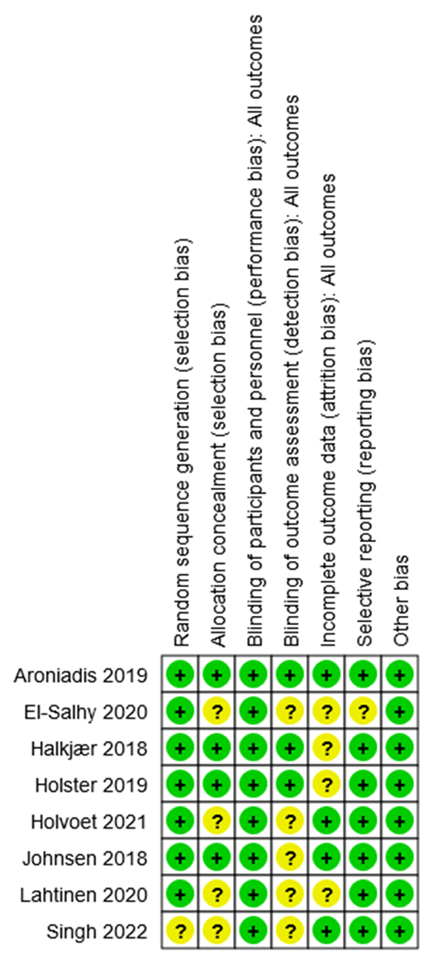 Random sequence generation (selection bias)
Allocation concealment (selection bias)
Blinding of participants and personnel (performance bias): All outcomes
Blinding of outcome assessment (detection bias): All outcomes
Incomplete outcome data (attrition bias): All outcomes
Selective reporting (reporting bias)
Other bias
Aroniadis 2019 + + + + + + +
El-Salhy 2020 + ? + ? ? ? +
Halkjær 2018 + + + + ? + +
Holster 2019 + + + + ? + +
Holvoet 2021 + ? + ? + + +
Johnsen 2018 + + + ? + + +
Lahtinen 2020 + ? + ? ? + +
Singh 2022 ? ? + ? + + +